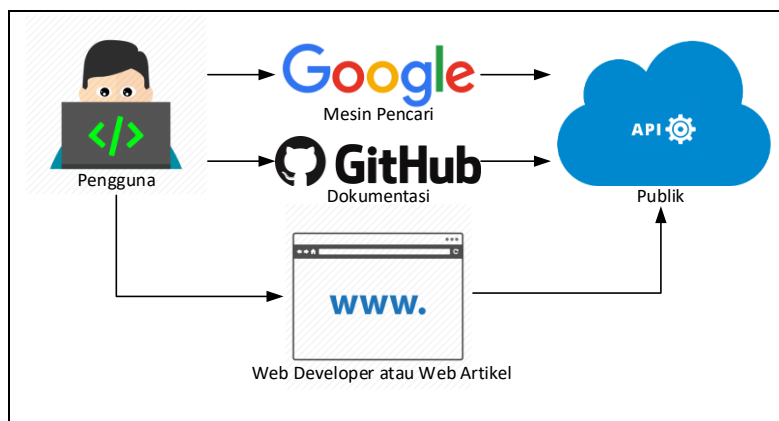 </>
Google
Mesin Pencari
API
GitHub
Pengguna
Dokumentasi
Publik
www.
Web Developer atau Web Artikel